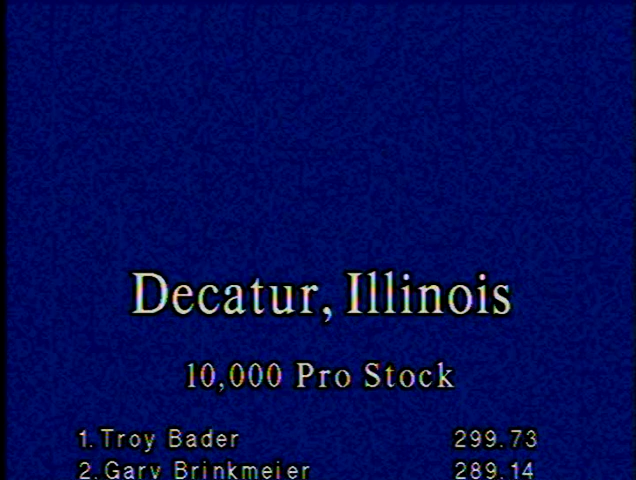 Decatur, Illinois
10,000 Pro Stock
1. Troy Bader 299.73
2. Gary Brinkmeier 289.14